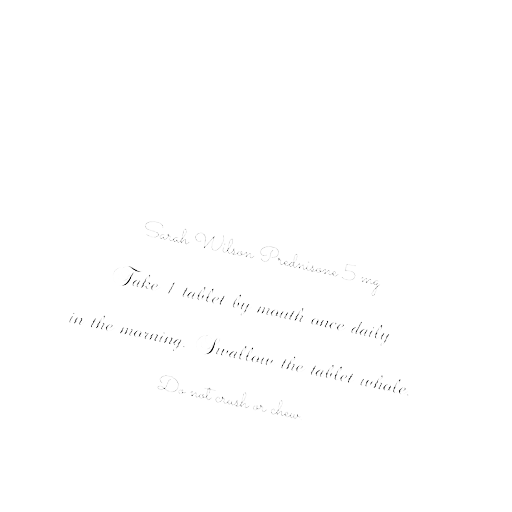 Sarah Wilson Prednisone 5 mg
Take 1 tablet by mouth once daily
in the morning. Swallow the tablet whole.
Do not crush or chew